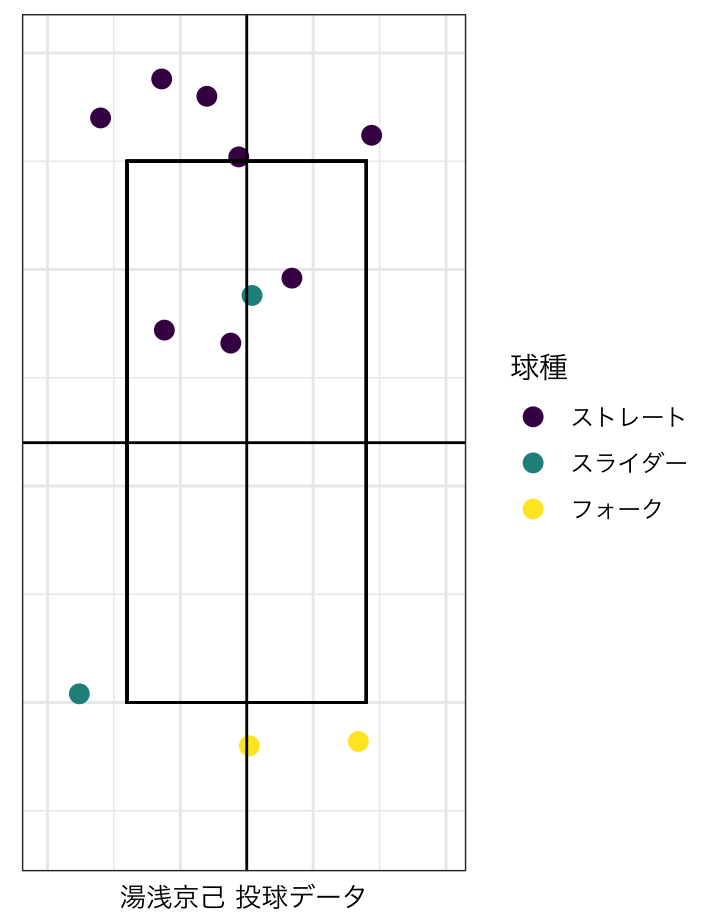 球種
ストレート
スライダー
フォーク
湯浅京己 投球データ